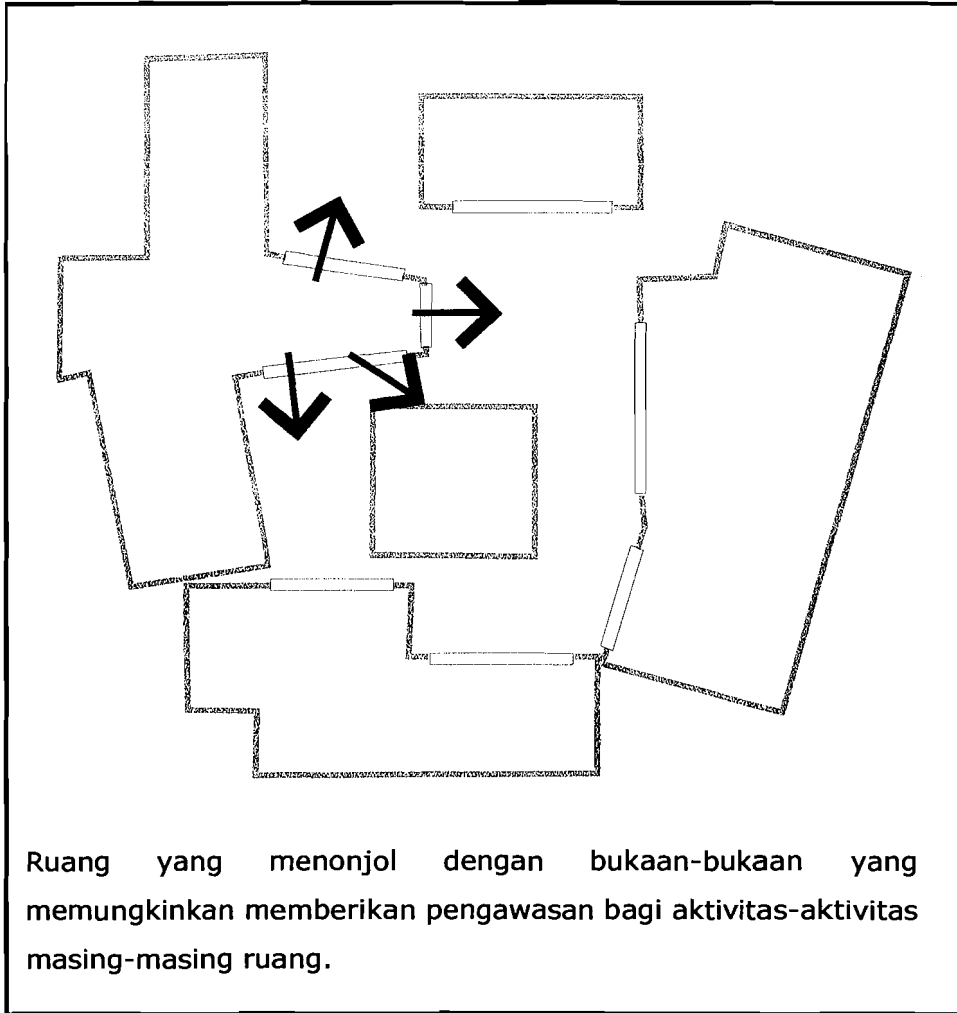 Ruang yang menonjol dengan bukaan-bukaan yang
memungkinkan memberikan pengawasan bagi aktivitas-aktivitas
masing-masing ruang.